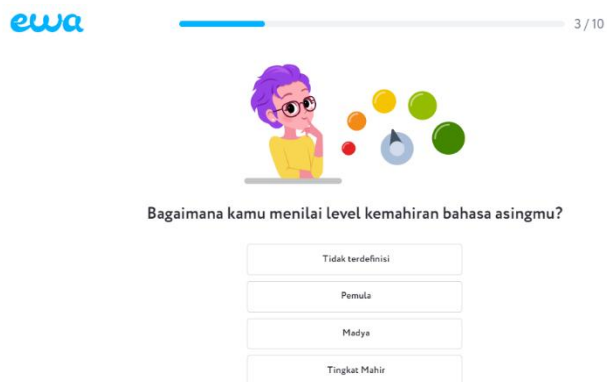 ewa
3 / 10
Bagaimana kamu menilai level kemahiran bahasa asingmu?
Tidak terdefinisi
Pemula
Madya
Tingkat Mahir